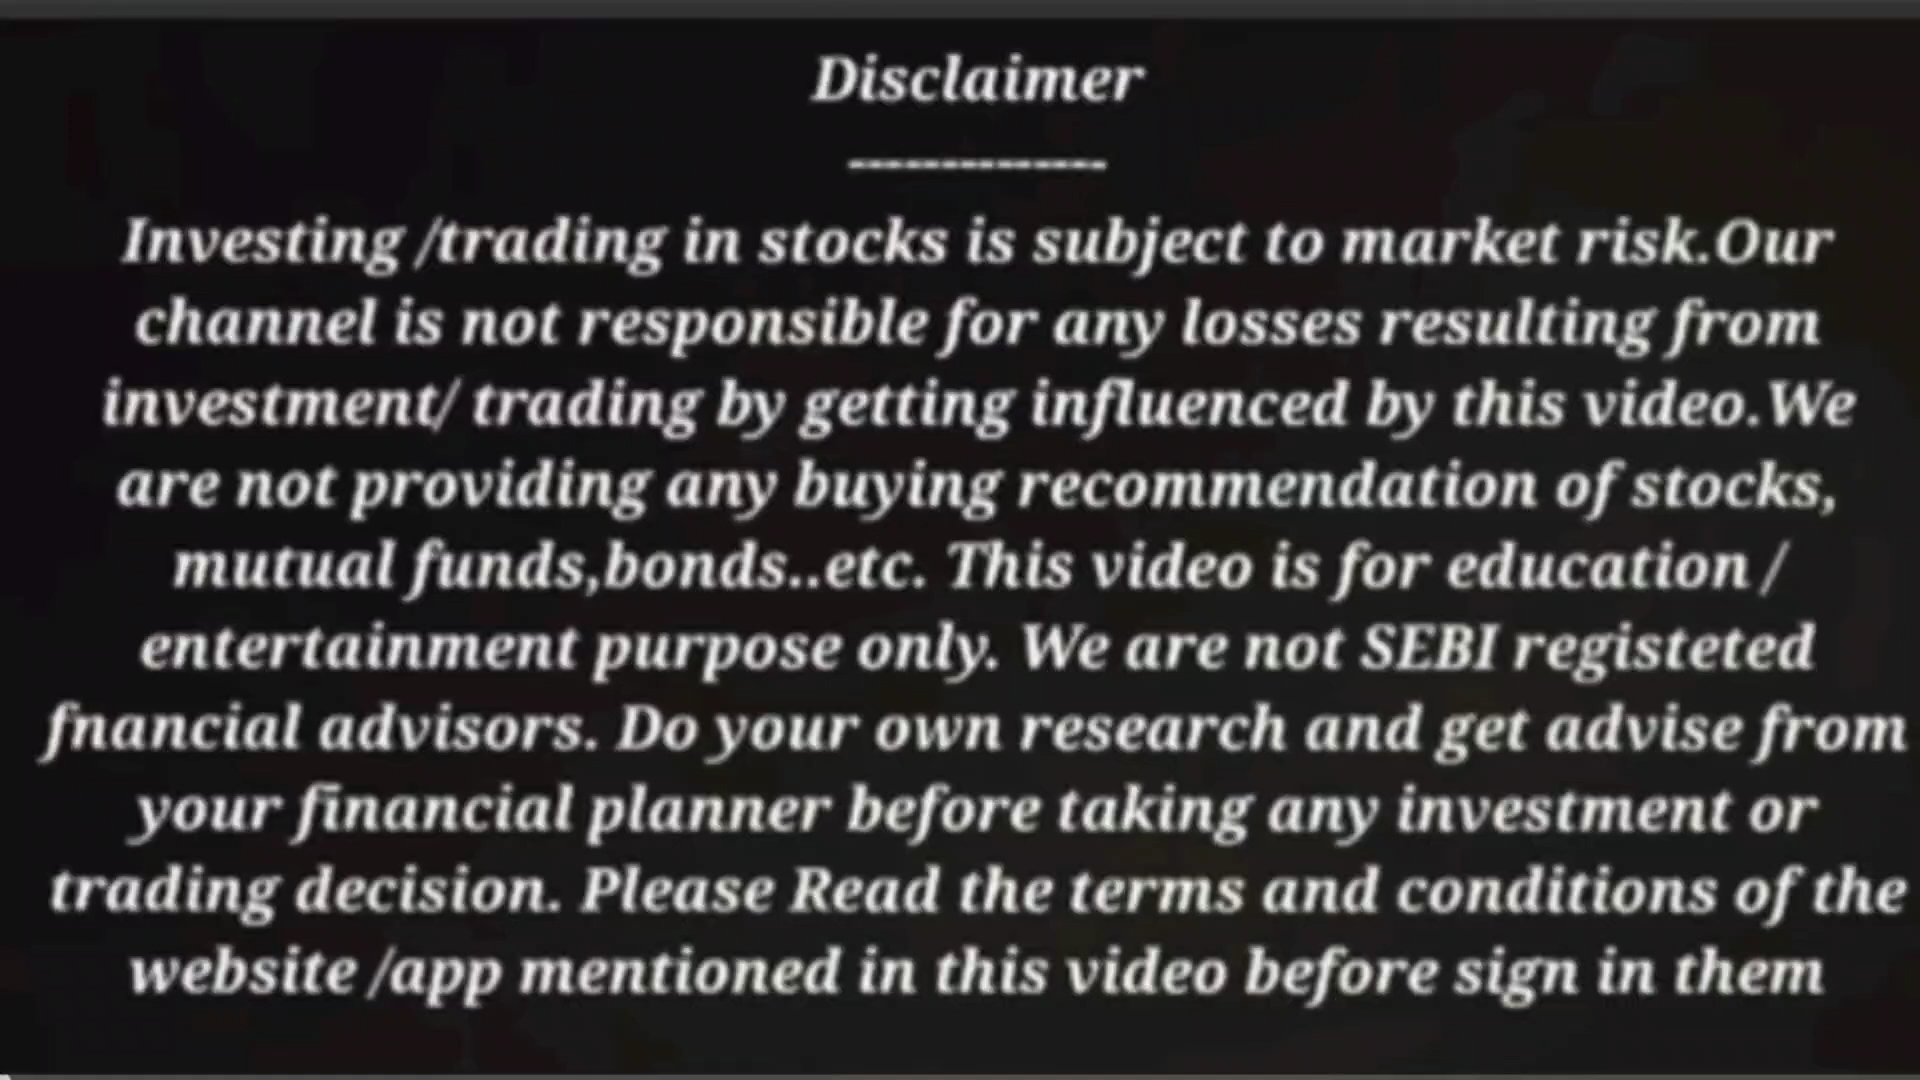 Disclaimer
--------------
Investing /trading in stocks is subject to market risk.Our
channel is not responsible for any losses resulting from
investment/ trading by getting influenced by this video.We
are not providing any buying recommendation of stocks,
mutual funds,bonds..etc. This video is for education /
entertainment purpose only. We are not SEBI registeted
fnancial advisors. Do your own research and get advise from
your financial planner before taking any investment or
trading decision. Please Read the terms and conditions of the
website /app mentioned in this video before sign in them